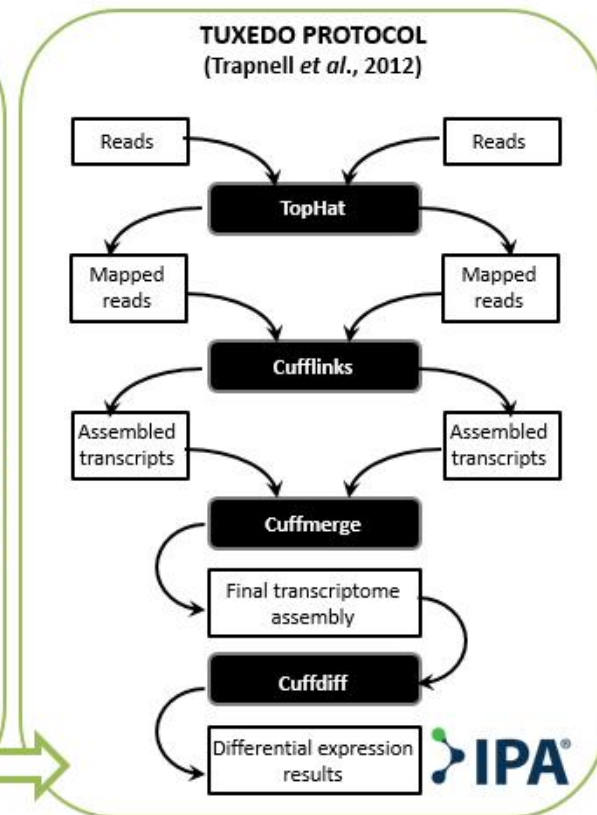 TUXEDO PROTOCOL
(Trapnell et al., 2012)
Reads
Reads
TopHat
Mapped
reads
Mapped
reads
Cufflinks
Assembled
transcripts
Assembled
transcripts
Cuffmerge
Final transcriptome
assembly
Cuffdiff
Differential expression
results
IPA®